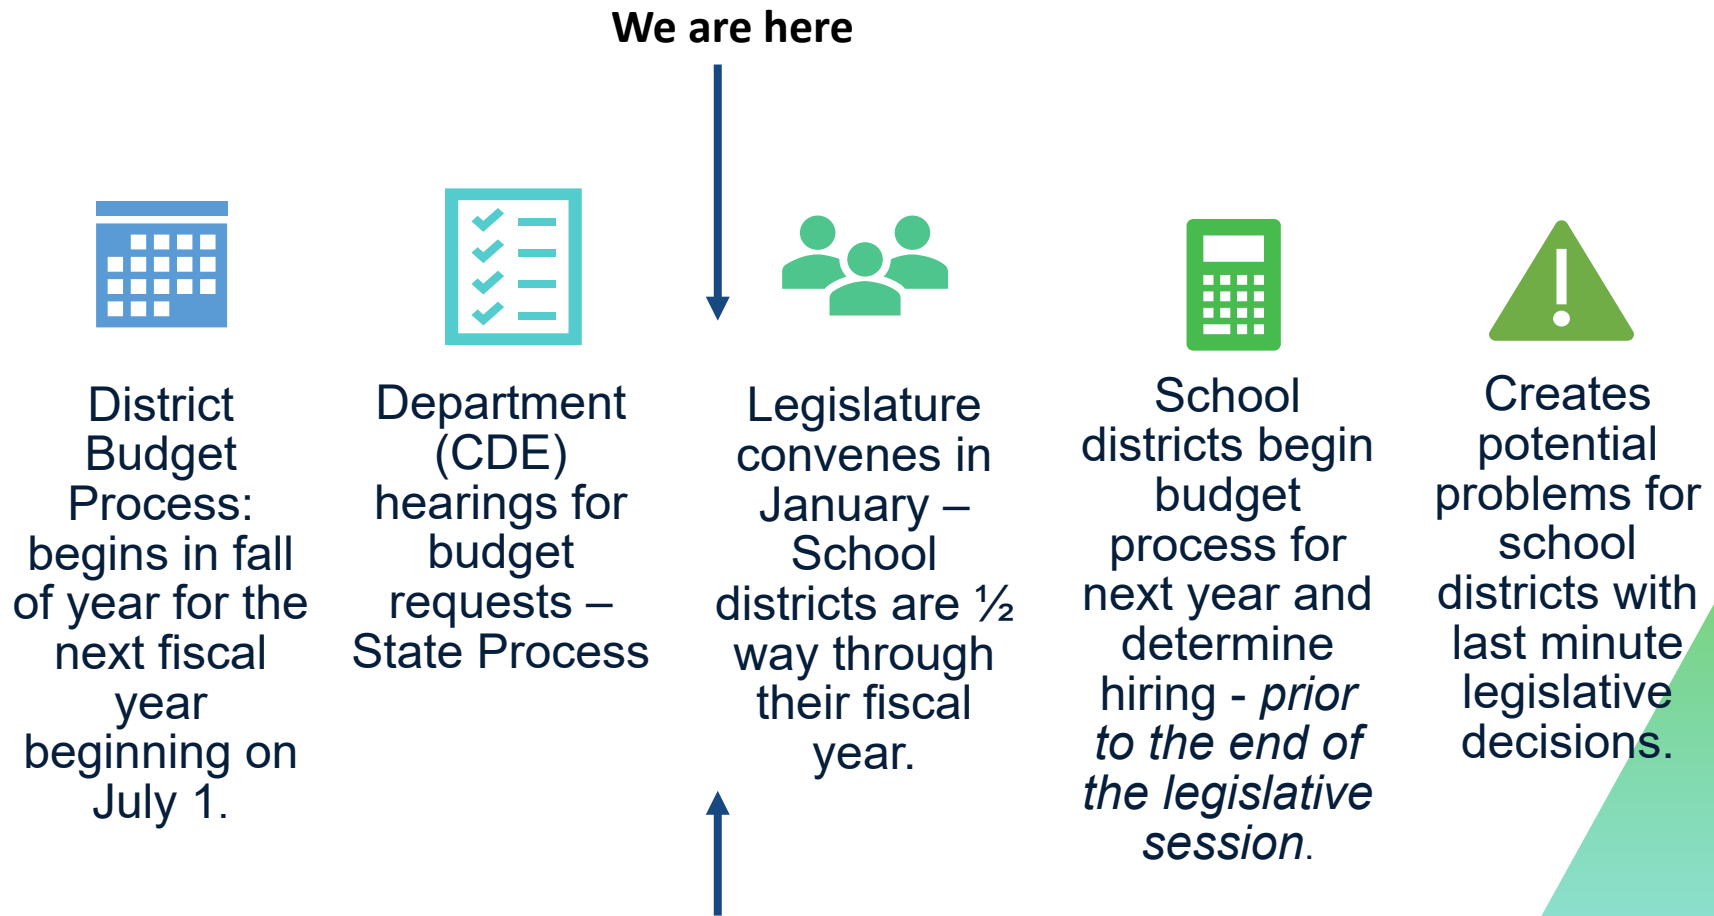 We are here
District
Budget
Process:
begins in fall
of year for the
next fiscal
year
beginning on
July 1.
Department
(CDE)
hearings for
budget
requests –
State Process
Legislature
convenes in
January –
School
districts are ½
way through
their fiscal
year.
School
districts begin
budget
process for
next year and
determine
hiring - prior
to the end of
the legislative
session.
Creates
potential
problems for
school
districts with
last minute
legislative
decisions.